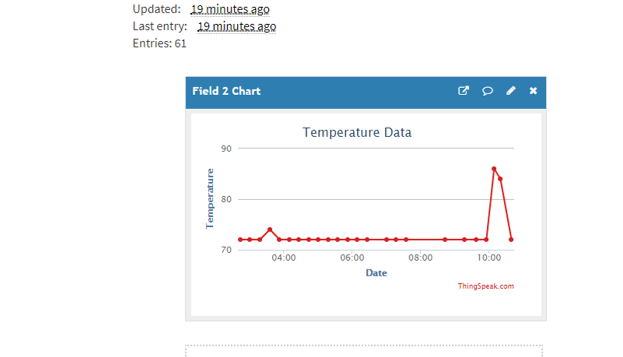 Updated: 19 minutes ago
Last entry: 19 minutes ago
Entries: 61
Field 2 Chart
Temperature Data
90
80
70
Temperature
04:00 06:00 08:00 10:00
Date
ThingSpeak.com